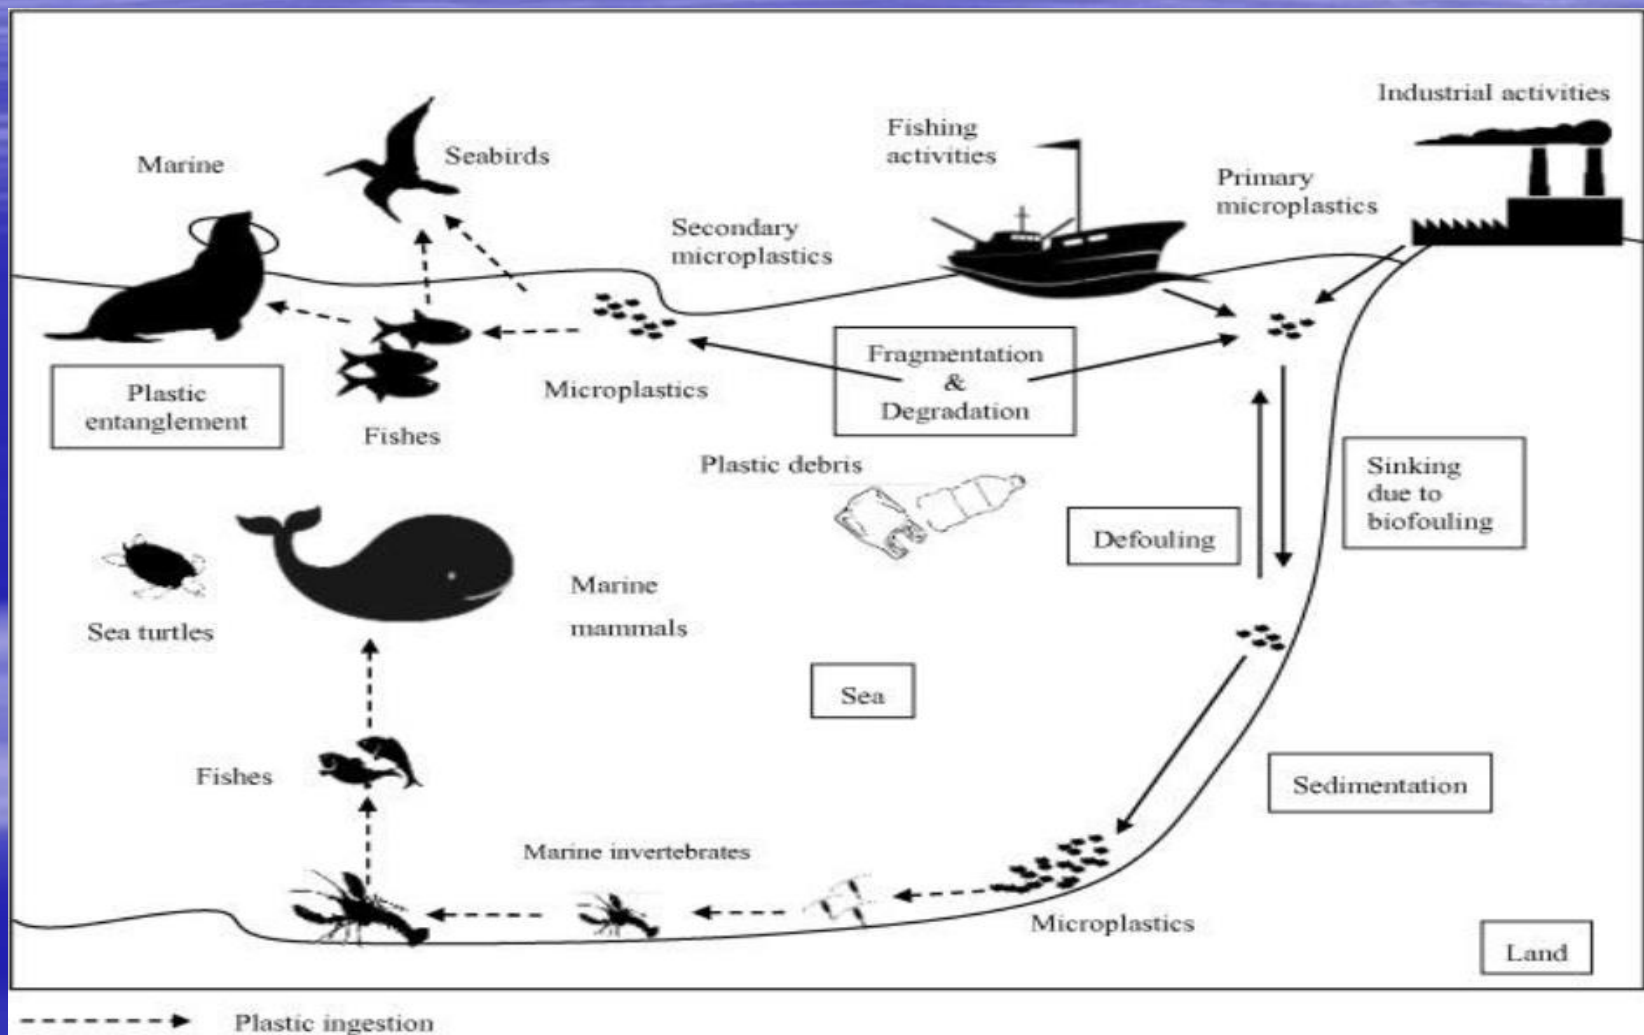 Industrial activities
Fishing
activities
Marine
Seabirds
Primary
microplastics
Secondary
microplastics
Fragmentation
&
Degradation
Plastic
entanglement
Microplastics
Fishes
Plastic debris
Sinking
due to
biofouling
Defouling
Marine
mammals
Sea turtles
Sea
Fishes
Sedimentation
Marine invertebrates
Microplastics
Land
Plastic ingestion